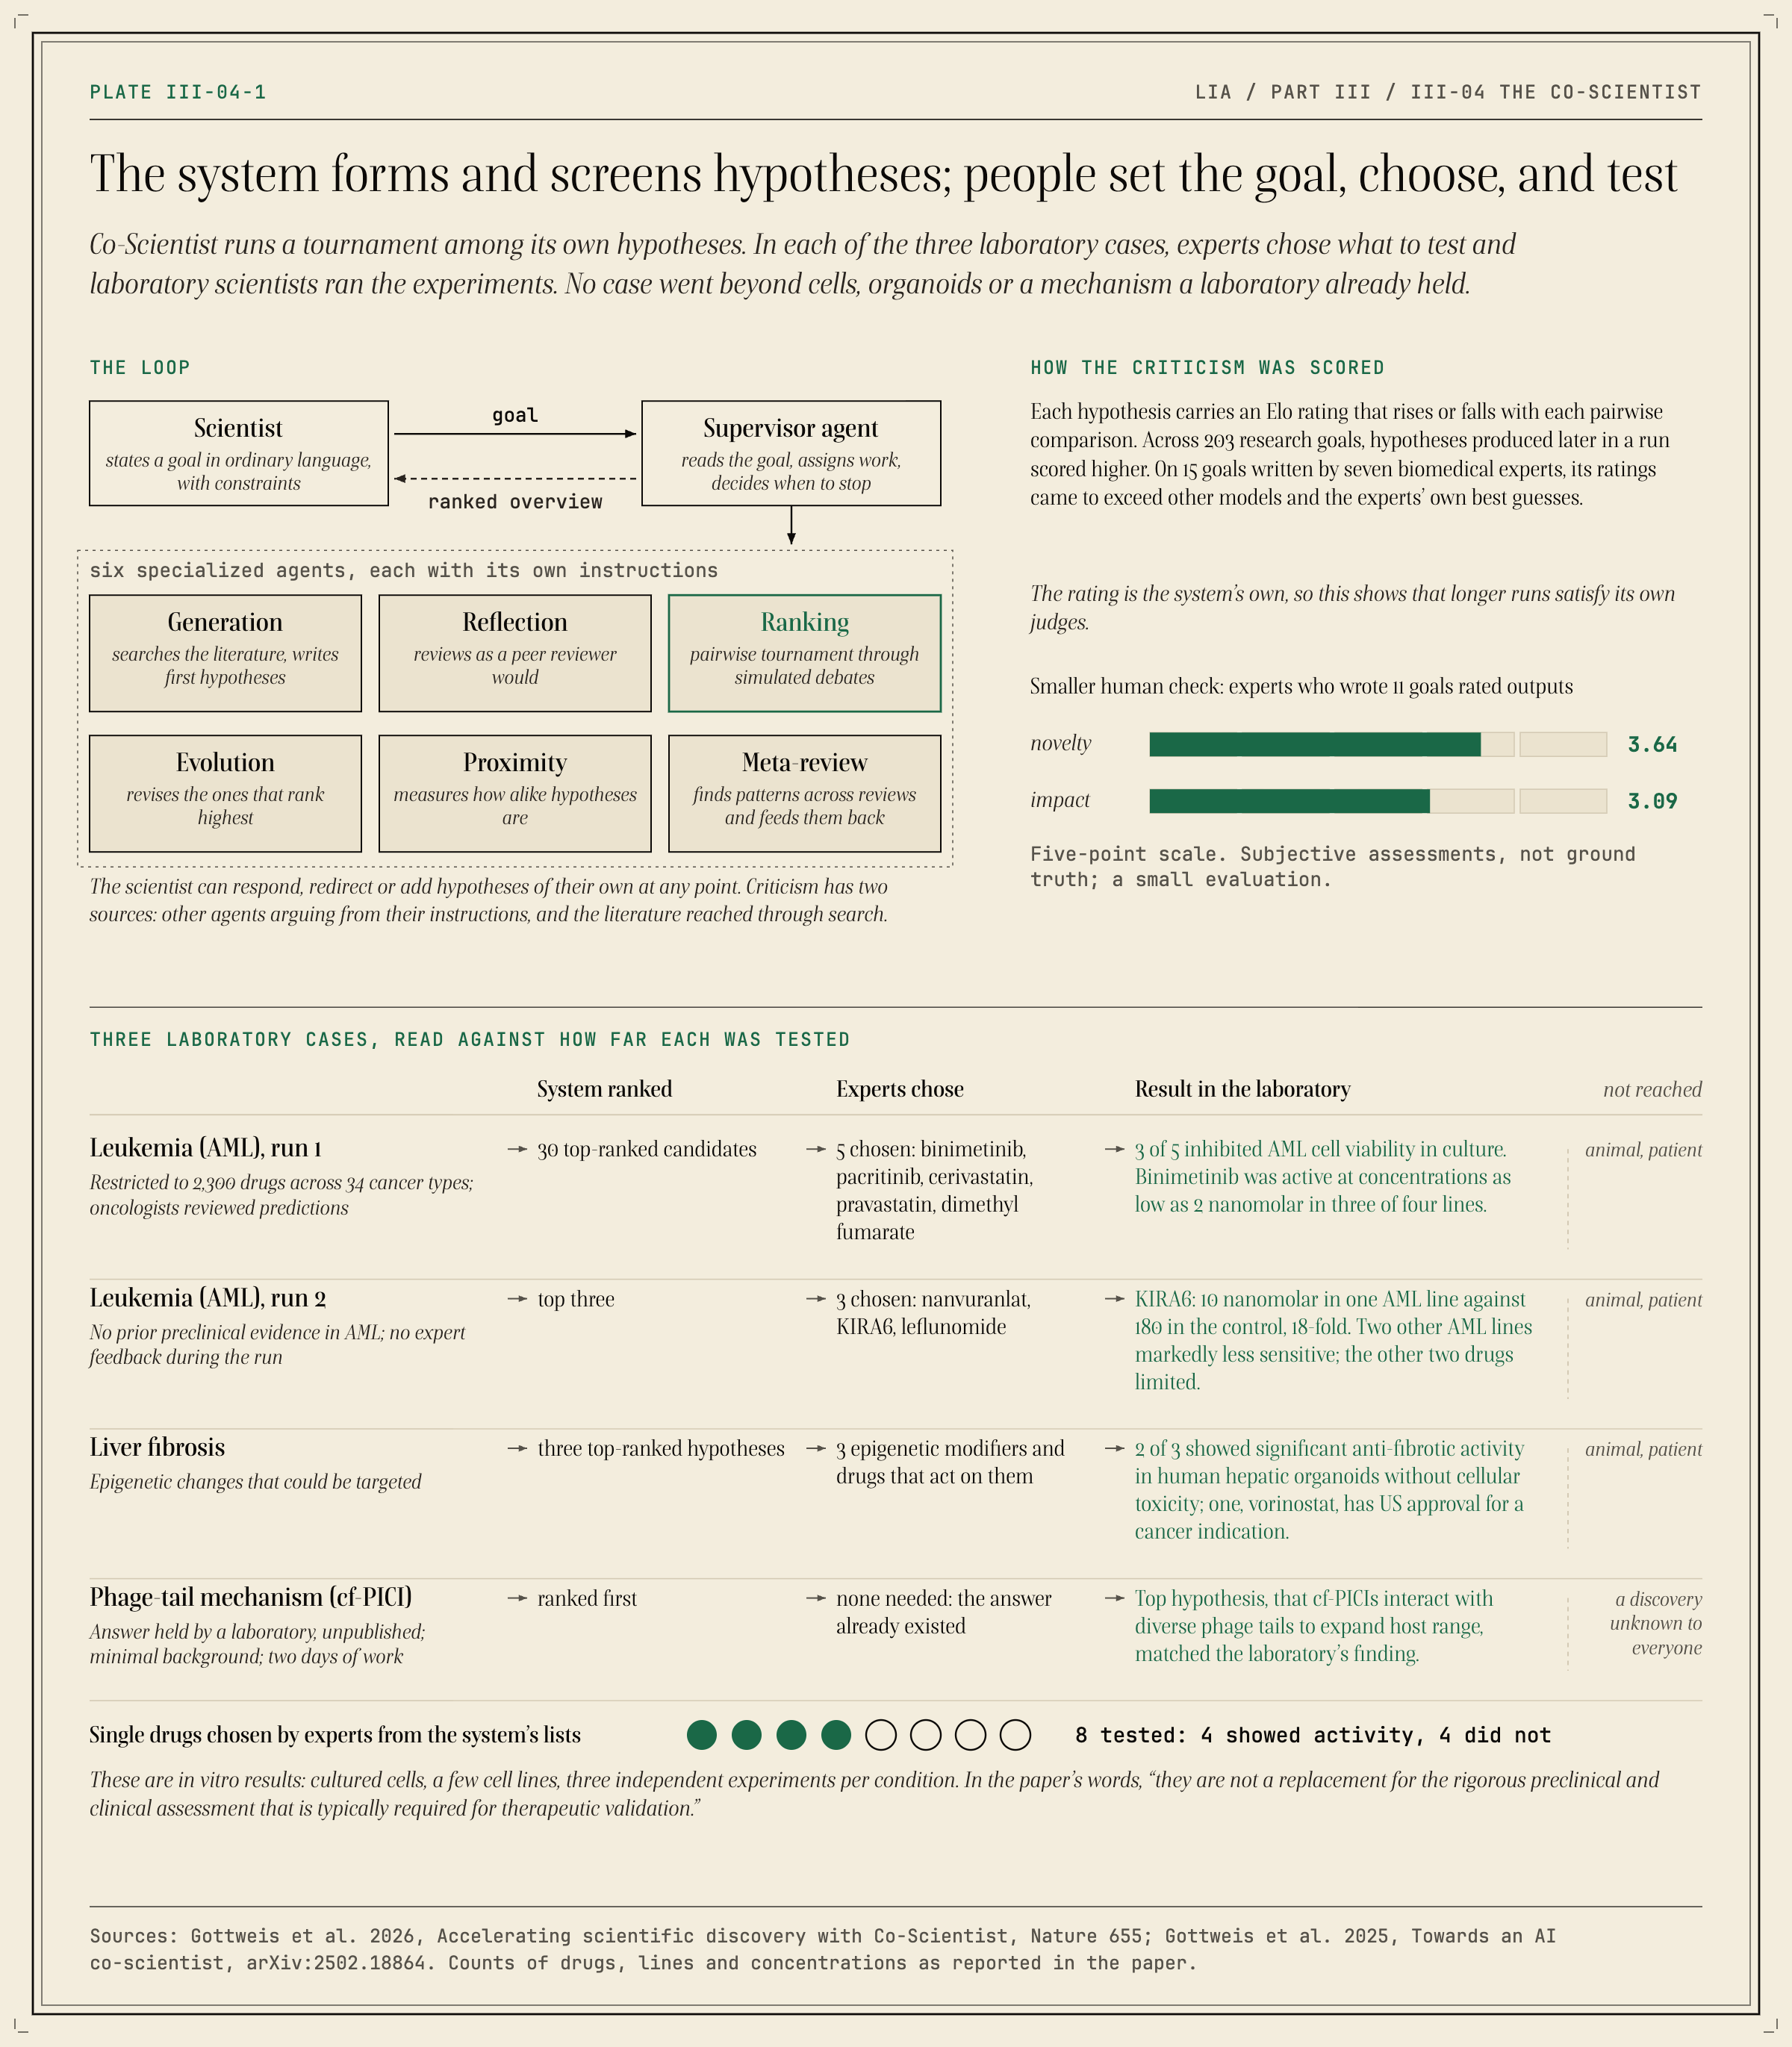 PLATE III-04-1
LIA / PART III / III-04 THE CO-SCIENTIST
The system forms and screens hypotheses; people set the goal, choose, and test
Co-Scientist runs a tournament among its own hypotheses. In each of the three laboratory cases, experts chose what to test and
laboratory scientists ran the experiments. No case went beyond cells, organoids or a mechanism a laboratory already held.
THE LOOP
Scientist
states a goal in ordinary language,
with constraints
goal
ranked overview
Supervisor agent
reads the goal, assigns work,
decides when to stop
six specialized agents, each with its own instructions
Generation
searches the literature, writes
first hypotheses
Reflection
reviews as a peer reviewer
would
Ranking
pairwise tournament through
simulated debates
Evolution
revises the ones that rank
highest
Proximity
measures how alike hypotheses
are
Meta-review
finds patterns across reviews
and feeds them back
The scientist can respond, redirect or add hypotheses of their own at any point. Criticism has two
sources: other agents arguing from their instructions, and the literature reached through search.
HOW THE CRITICISM WAS SCORED
Each hypothesis carries an Elo rating that rises or falls with each pairwise
comparison. Across 203 research goals, hypotheses produced later in a run
scored higher. On 15 goals written by seven biomedical experts, its ratings
came to exceed other models and the experts’ own best guesses.
The rating is the system’s own, so this shows that longer runs satisfy its own
judges.
Smaller human check: experts who wrote 11 goals rated outputs
novelty
3.64
impact
3.09
Five-point scale. Subjective assessments, not ground
truth; a small evaluation.
THREE LABORATORY CASES, READ AGAINST HOW FAR EACH WAS TESTED
System ranked
Experts chose
Result in the laboratory
not reached
Leukemia (AML), run 1
Restricted to 2,300 drugs across 34 cancer types;
oncologists reviewed predictions
30 top-ranked candidates
5 chosen: binimetinib,
pacritinib, cerivastatin,
pravastatin, dimethyl
fumarate
3 of 5 inhibited AML cell viability in culture.
Binimetinib was active at concentrations as
low as 2 nanomolar in three of four lines.
animal, patient
Leukemia (AML), run 2
No prior preclinical evidence in AML; no expert
feedback during the run
top three
3 chosen: nanvuranlat,
KIRA6, leflunomide
KIRA6: 10 nanomolar in one AML line against
180 in the control, 18-fold. Two other AML lines
markedly less sensitive; the other two drugs
limited.
animal, patient
Liver fibrosis
Epigenetic changes that could be targeted
three top-ranked hypotheses
3 epigenetic modifiers and
drugs that act on them
2 of 3 showed significant anti-fibrotic activity
in human hepatic organoids without cellular
toxicity; one, vorinostat, has US approval for a
cancer indication.
animal, patient
Phage-tail mechanism (cf-PICI)
Answer held by a laboratory, unpublished;
minimal background; two days of work
ranked first
none needed: the answer
already existed
Top hypothesis, that cf-PICIs interact with
diverse phage tails to expand host range,
matched the laboratory’s finding.
a discovery
unknown to
everyone
Single drugs chosen by experts from the system’s lists
8 tested: 4 showed activity, 4 did not
These are in vitro results: cultured cells, a few cell lines, three independent experiments per condition. In the paper’s words, “they are not a replacement for the rigorous preclinical and
clinical assessment that is typically required for therapeutic validation.”
Sources: Gottweis et al. 2026, Accelerating scientific discovery with Co-Scientist, Nature 655; Gottweis et al. 2025, Towards an AI
co-scientist, arXiv:2502.18864. Counts of drugs, lines and concentrations as reported in the paper.